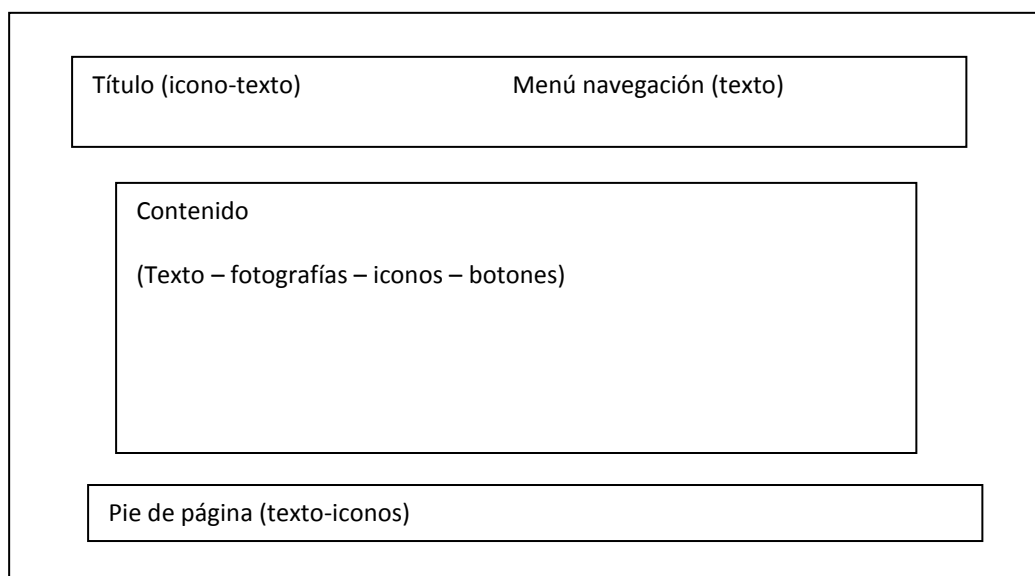 Título (icono-texto) Menú navegación (texto)
Contenido
(Texto – fotografías – iconos – botones)
Pie de página (texto-iconos)